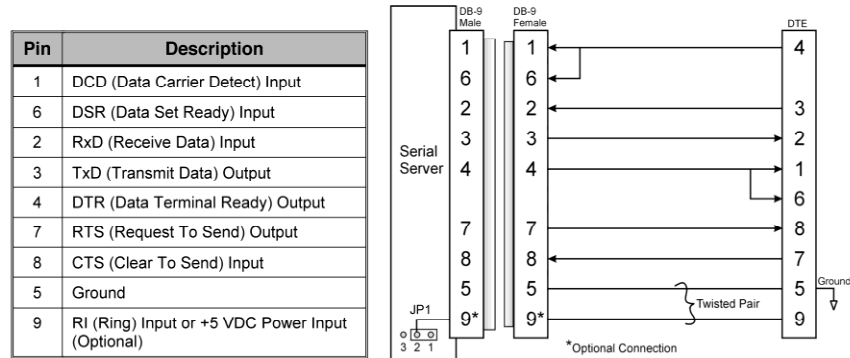 Pin Description
1 DCD (Data Carrier Detect) Input
6 DSR (Data Set Ready) Input
2 RxD (Receive Data) Input
3 TxD (Transmit Data) Output
4 DTR (Data Terminal Ready) Output
7 RTS (Request To Send) Output
8 CTS (Clear To Send) Input
5 Ground
9 RI (Ring) Input or +5 VDC Power Input
(Optional)
DB-9
Male
DB-9
Female
DTE
1 1 4
6 6
2 2 3
3 3 2
Serial
Server
4 4 1
6
7 7 8
8 8 7
5 5 5
Ground
Twisted Pair
JP1
9* 9* 9
3 2 1
*Optional Connection